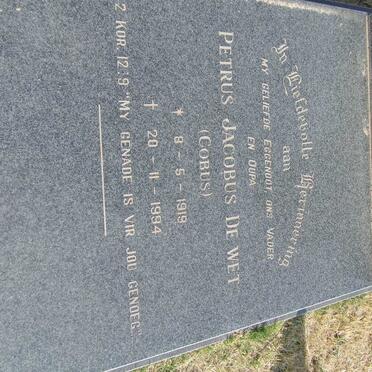 In Liefdevolle Herinnering
aan
MY GELIEFDE EGGENOOT ONS VADER
EN OUPA
PETRUS JACOBUS DE WET
(COBUS)
* 8-5-1919
† 20-11-1994
2 KOR. 12:9 "MY GENADE IS VIR JOU GENOEG"